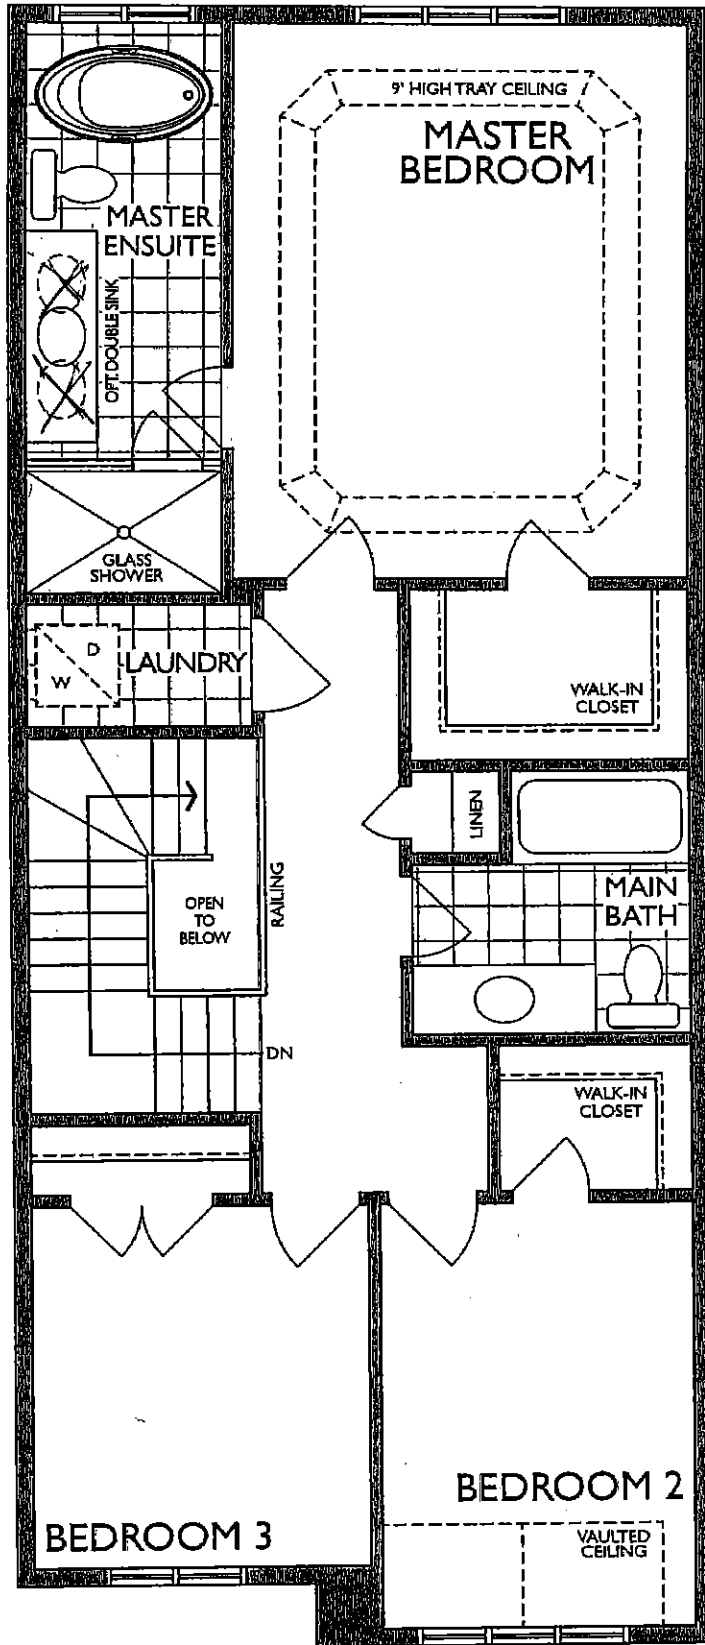 9' HIGH TRAY CEILING
MASTER
BEDROOM
MASTER
ENSUITE
OPT. DOUBLE SINK
GLASS
SHOWER
D
W
LAUNDRY
WALK-IN
CLOSET
LINEN
OPEN
TO
BELOW
RAILING
MAIN
BATH
DN
WALK-IN
CLOSET
BEDROOM 2
BEDROOM 3
VAULTED
CEILING